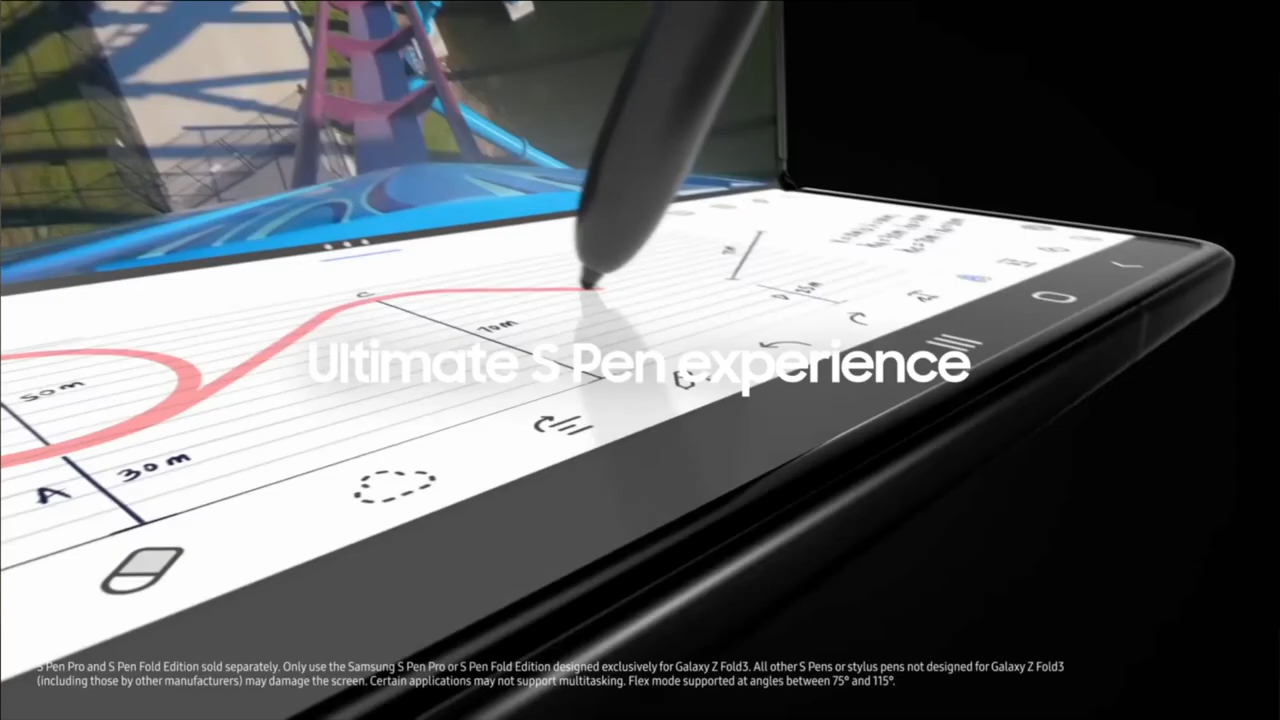 C
70m
50m
A
30m
Ultimate S Pen experience
S Pen Pro and S Pen Fold Edition sold separately. Only use the Samsung S Pen Pro or S Pen Fold Edition designed exclusively for Galaxy Z Fold3. All other S Pens or stylus pens not designed for Galaxy Z Fold3
(including those by other manufacturers) may damage the screen. Certain applications may not support multitasking. Flex mode supported at angles between 75° and 115°.